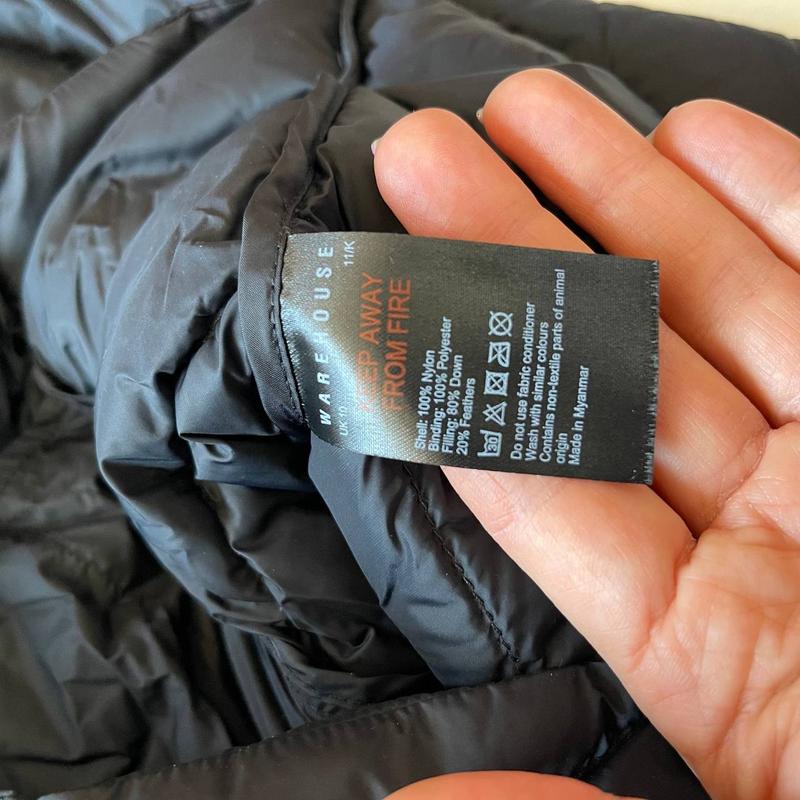 WAREHOUSE
UK 10
11/K
KEEP AWAY
FROM FIRE
Shell: 100% Nylon
Binding: 100% Polyester
Filling: 80% Down
20% Feathers
30
Do not use fabric conditioner
Wash with similar colours
Contains non-textile parts of animal
origin
Made in Myanmar